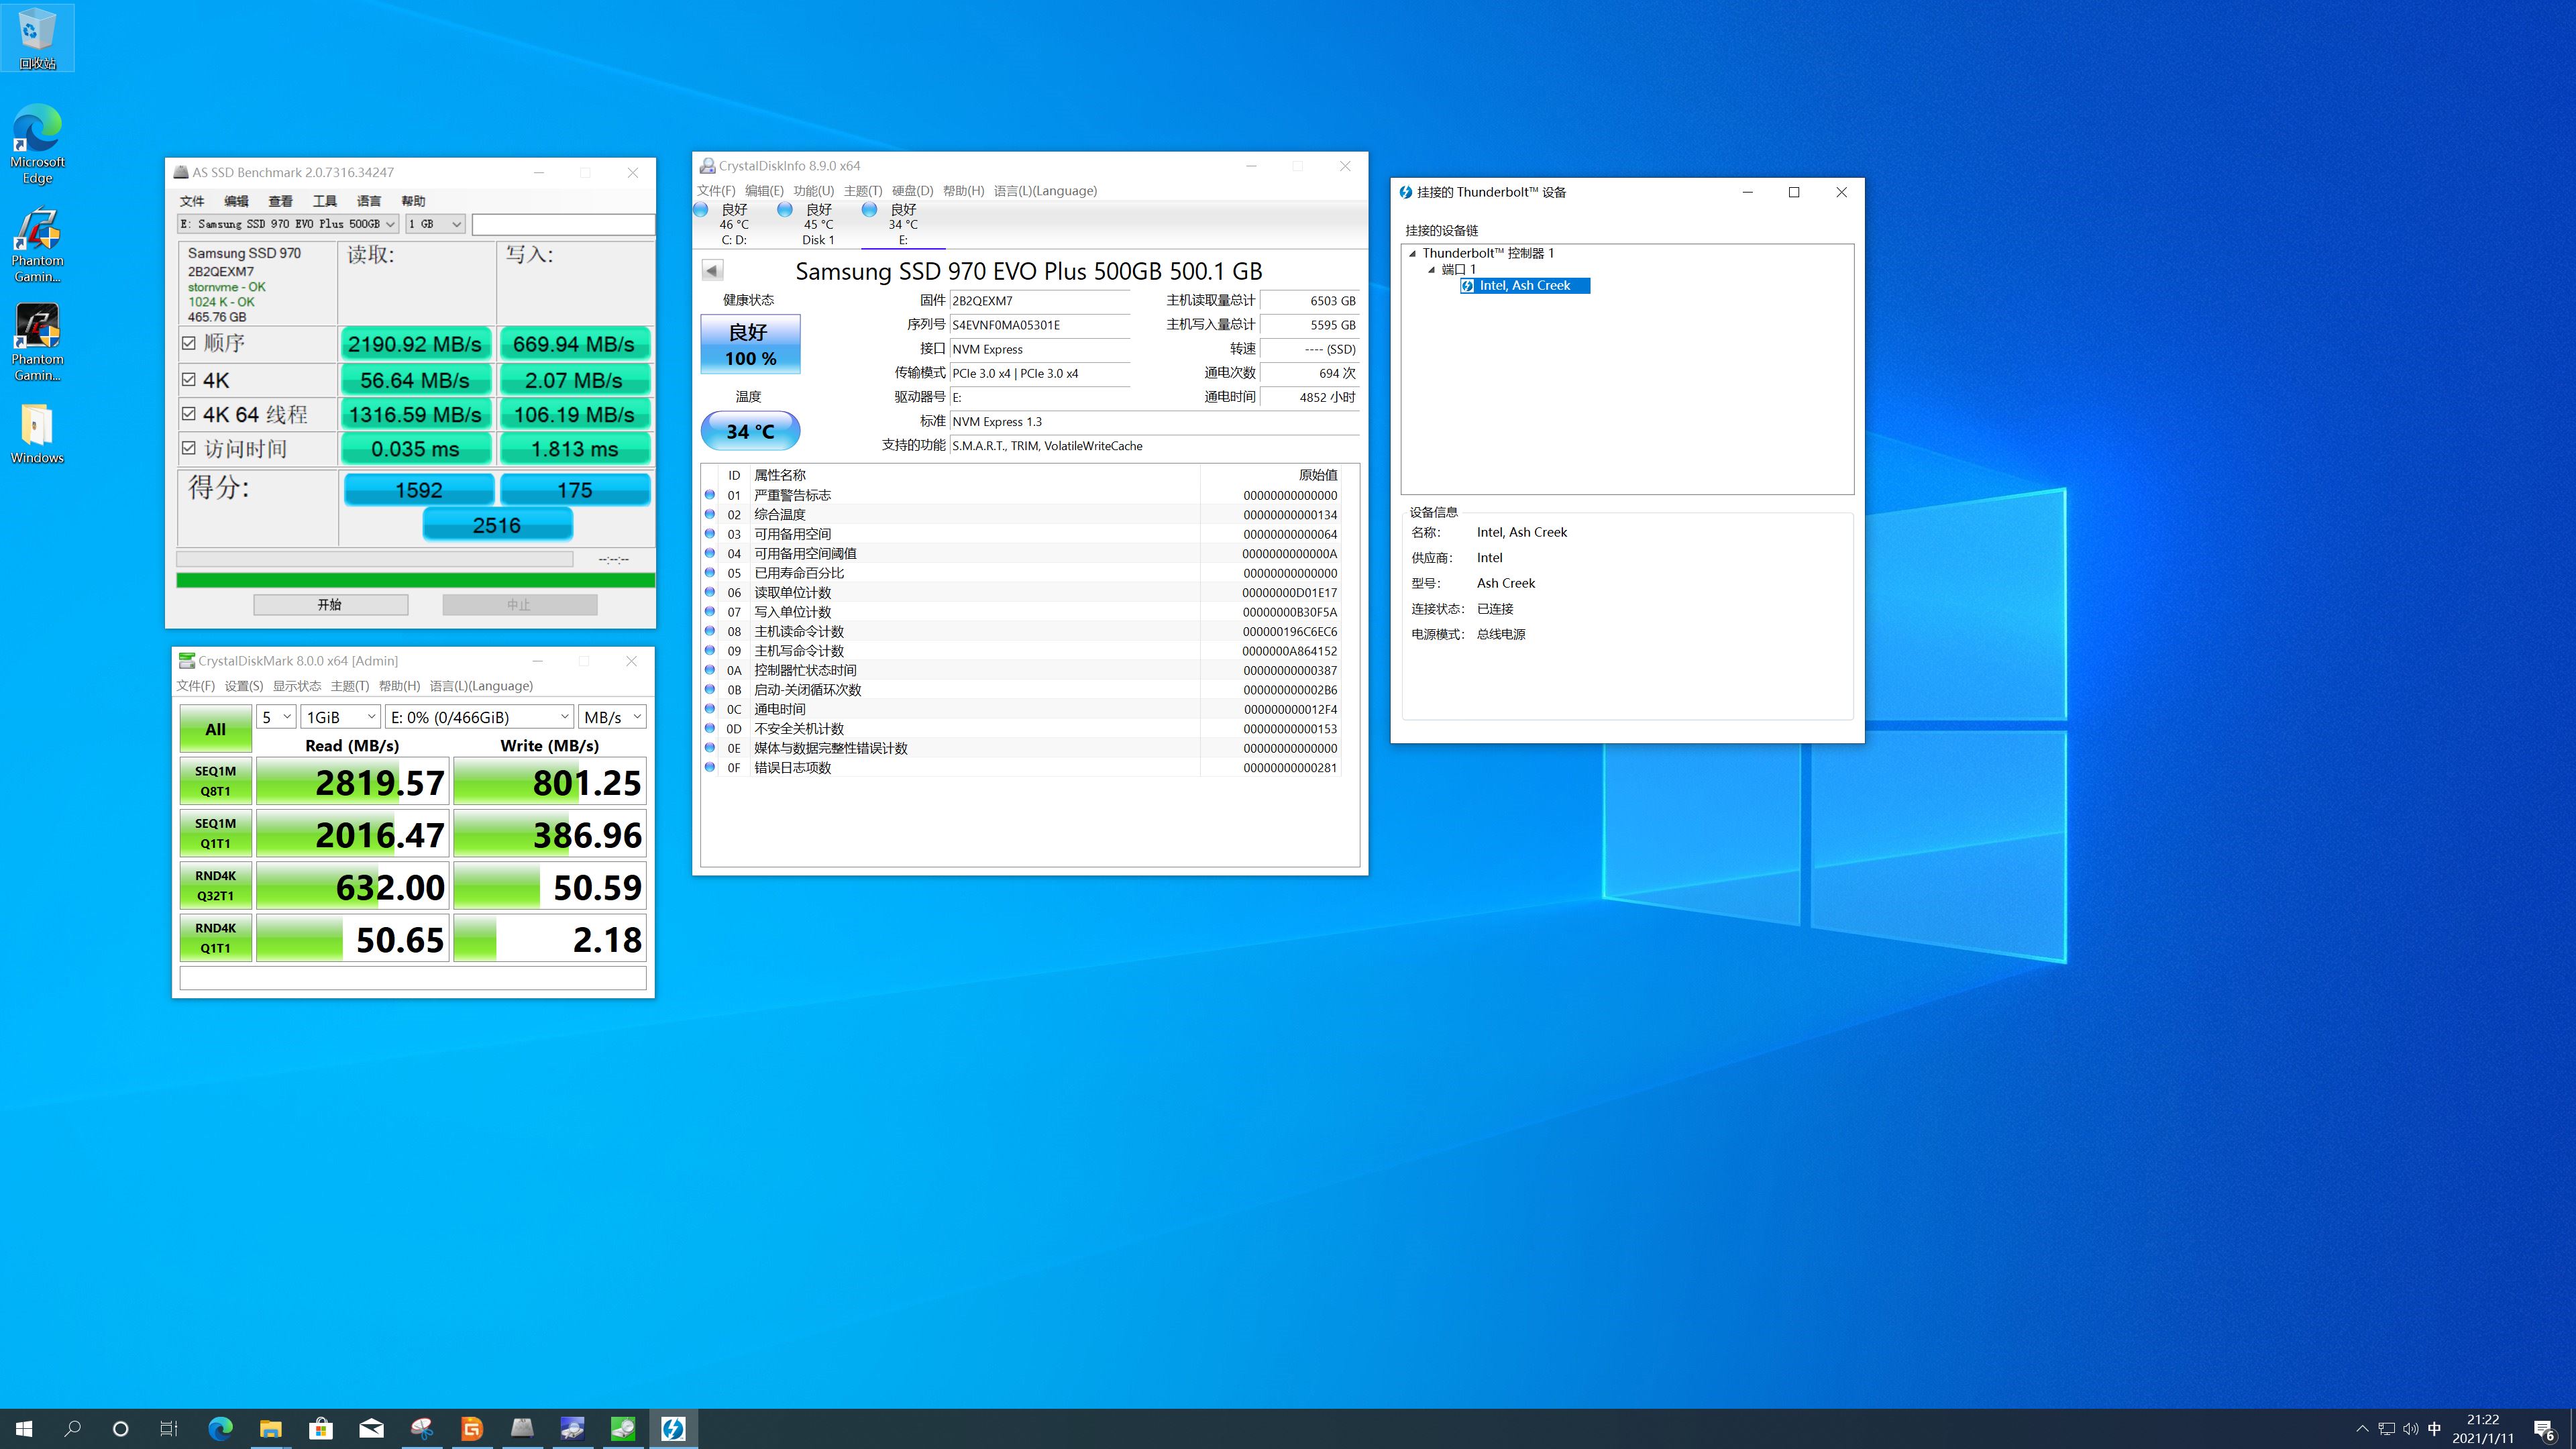 回收站
Microsoft
Edge
Phantom
Gamin...
Phantom
Gamin...
Windows
AS SSD Benchmark 2.0.7316.34247
文件 编辑 查看 工具 语言 帮助
E: Samsung SSD 970 EVO Plus 500GB 1 GB
Samsung SSD 970
2B2QEXM7
stornvme - OK
1024 K - OK
465.76 GB
读取: 写入:
顺序 2190.92 MB/s 669.94 MB/s
4K 56.64 MB/s 2.07 MB/s
4K 64 线程 1316.59 MB/s 106.19 MB/s
访问时间 0.035 ms 1.813 ms
得分: 1592 175
2516
--:--:--
开始 中止
CrystalDiskMark 8.0.0 x64 [Admin]
文件(F) 设置(S) 显示状态 主题(T) 帮助(H) 语言(L)(Language)
All 5 1GiB E: 0% (0/466GiB) MB/s
Read (MB/s) Write (MB/s)
SEQ1M
Q8T1 2819.57 801.25
SEQ1M
Q1T1 2016.47 386.96
RND4K
Q32T1 632.00 50.59
RND4K
Q1T1 50.65 2.18
CrystalDiskInfo 8.9.0 x64
文件(F) 编辑(E) 功能(U) 主题(T) 硬盘(D) 帮助(H) 语言(L)(Language)
良好 良好 良好
46 °C 45 °C 34 °C
C: D: Disk 1 E:
Samsung SSD 970 EVO Plus 500GB 500.1 GB
健康状态
良好
100 %
温度
34 °C
固件 2B2QEXM7 主机读取量总计 6503 GB
序列号 S4EVNF0MA05301E 主机写入量总计 5595 GB
接口 NVM Express 转速 ---- (SSD)
传输模式 PCIe 3.0 x4 | PCIe 3.0 x4 通电次数 694 次
驱动器号 E: 通电时间 4852 小时
标准 NVM Express 1.3
支持的功能 S.M.A.R.T., TRIM, VolatileWriteCache
ID 属性名称 原始值
01 严重警告标志 00000000000000
02 综合温度 00000000000134
03 可用备用空间 00000000000064
04 可用备用空间阈值 0000000000000A
05 已用寿命百分比 00000000000000
06 读取单位计数 00000000D01E17
07 写入单位计数 00000000B30F5A
08 主机读命令计数 000000196C6EC6
09 主机写命令计数 0000000A864152
0A 控制器忙状态时间 00000000000387
0B 启动-关闭循环次数 000000000002B6
0C 通电时间 000000000012F4
0D 不安全关机计数 00000000000153
0E 媒体与数据完整性错误计数 00000000000000
0F 错误日志项数 00000000000281
挂接的 Thunderbolt™ 设备
挂接的设备链
Thunderbolt™ 控制器 1
端口 1
Intel, Ash Creek
设备信息
名称: Intel, Ash Creek
供应商: Intel
型号: Ash Creek
连接状态: 已连接
电源模式: 总线电源
中
21:22
2021/1/11
6